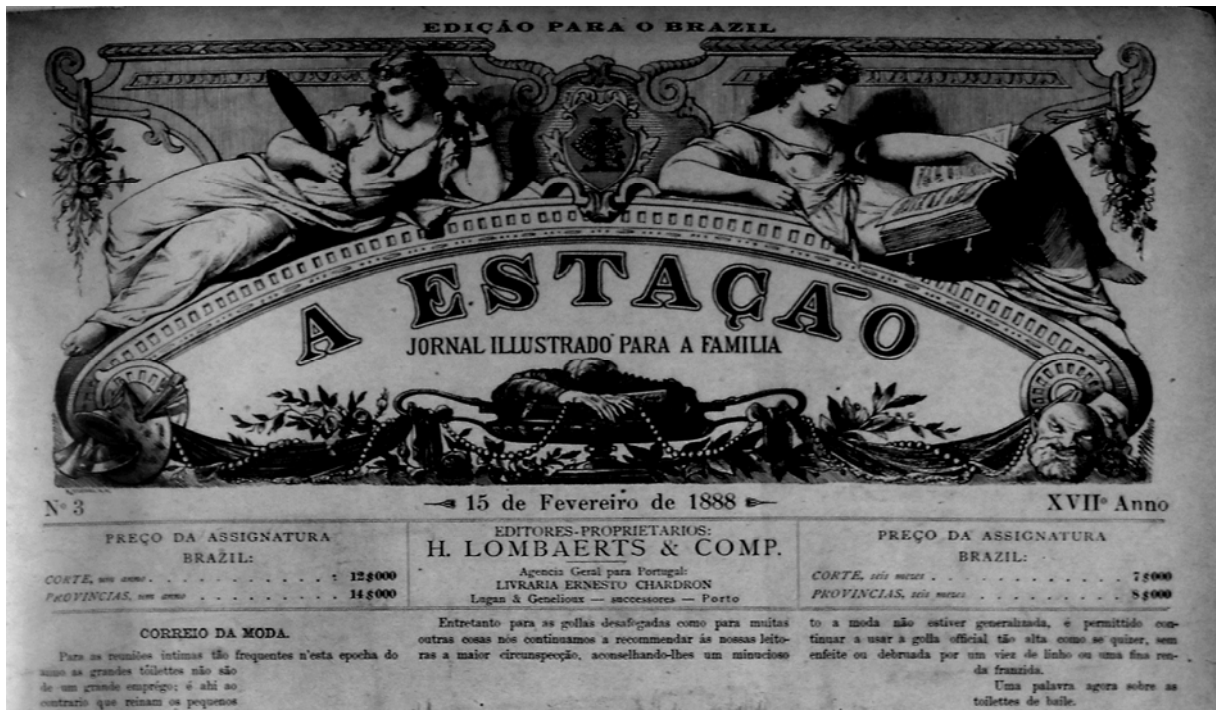 EDIÇÃO PARA O BRAZIL
A ESTAÇÃO
JORNAL ILLUSTRADO PARA A FAMILIA
Nº 3
15 de Fevereiro de 1888
XVIIº Anno
PREÇO DA ASSIGNATURA
BRAZIL:
CORTE, um anno . . . . . . . . . . . . 12$000
PROVINCIAS, um anno . . . . . . . . . 14$000
EDITORES-PROPRIETARIOS:
H. LOMBAERTS & COMP.
Agencia Geral para Portugal:
LIVRARIA ERNESTO CHARDRON
Lugan & Genelioux — successores — Porto
PREÇO DA ASSIGNATURA
BRAZIL:
CORTE, seis mezes . . . . . . . . . . . . 7$000
PROVINCIAS, seis mezes . . . . . . . . . 8$000
CORREIO DA MODA.
Para as reuniões intimas tão frequentes n'esta epocha do
anno as grandes toilettes não são
de um grande emprégo; é ahi ao
contrario que reinam os pequenos
Entretanto para as gollas desafogadas como para muitas
outras cosas nós continuamos a recommendar ás nossas leito-
ras a maior circunspecção, aconselhando-lhes um minucioso
to a moda não estiver generalizada, é permittido con-
tinuar a usar a golla official tão alta como se quizer, sem
enfeite ou debruada por um viez de linho ou uma fina ren-
da franzida.
Uma palavra agora sobre as
toilettes de baile.